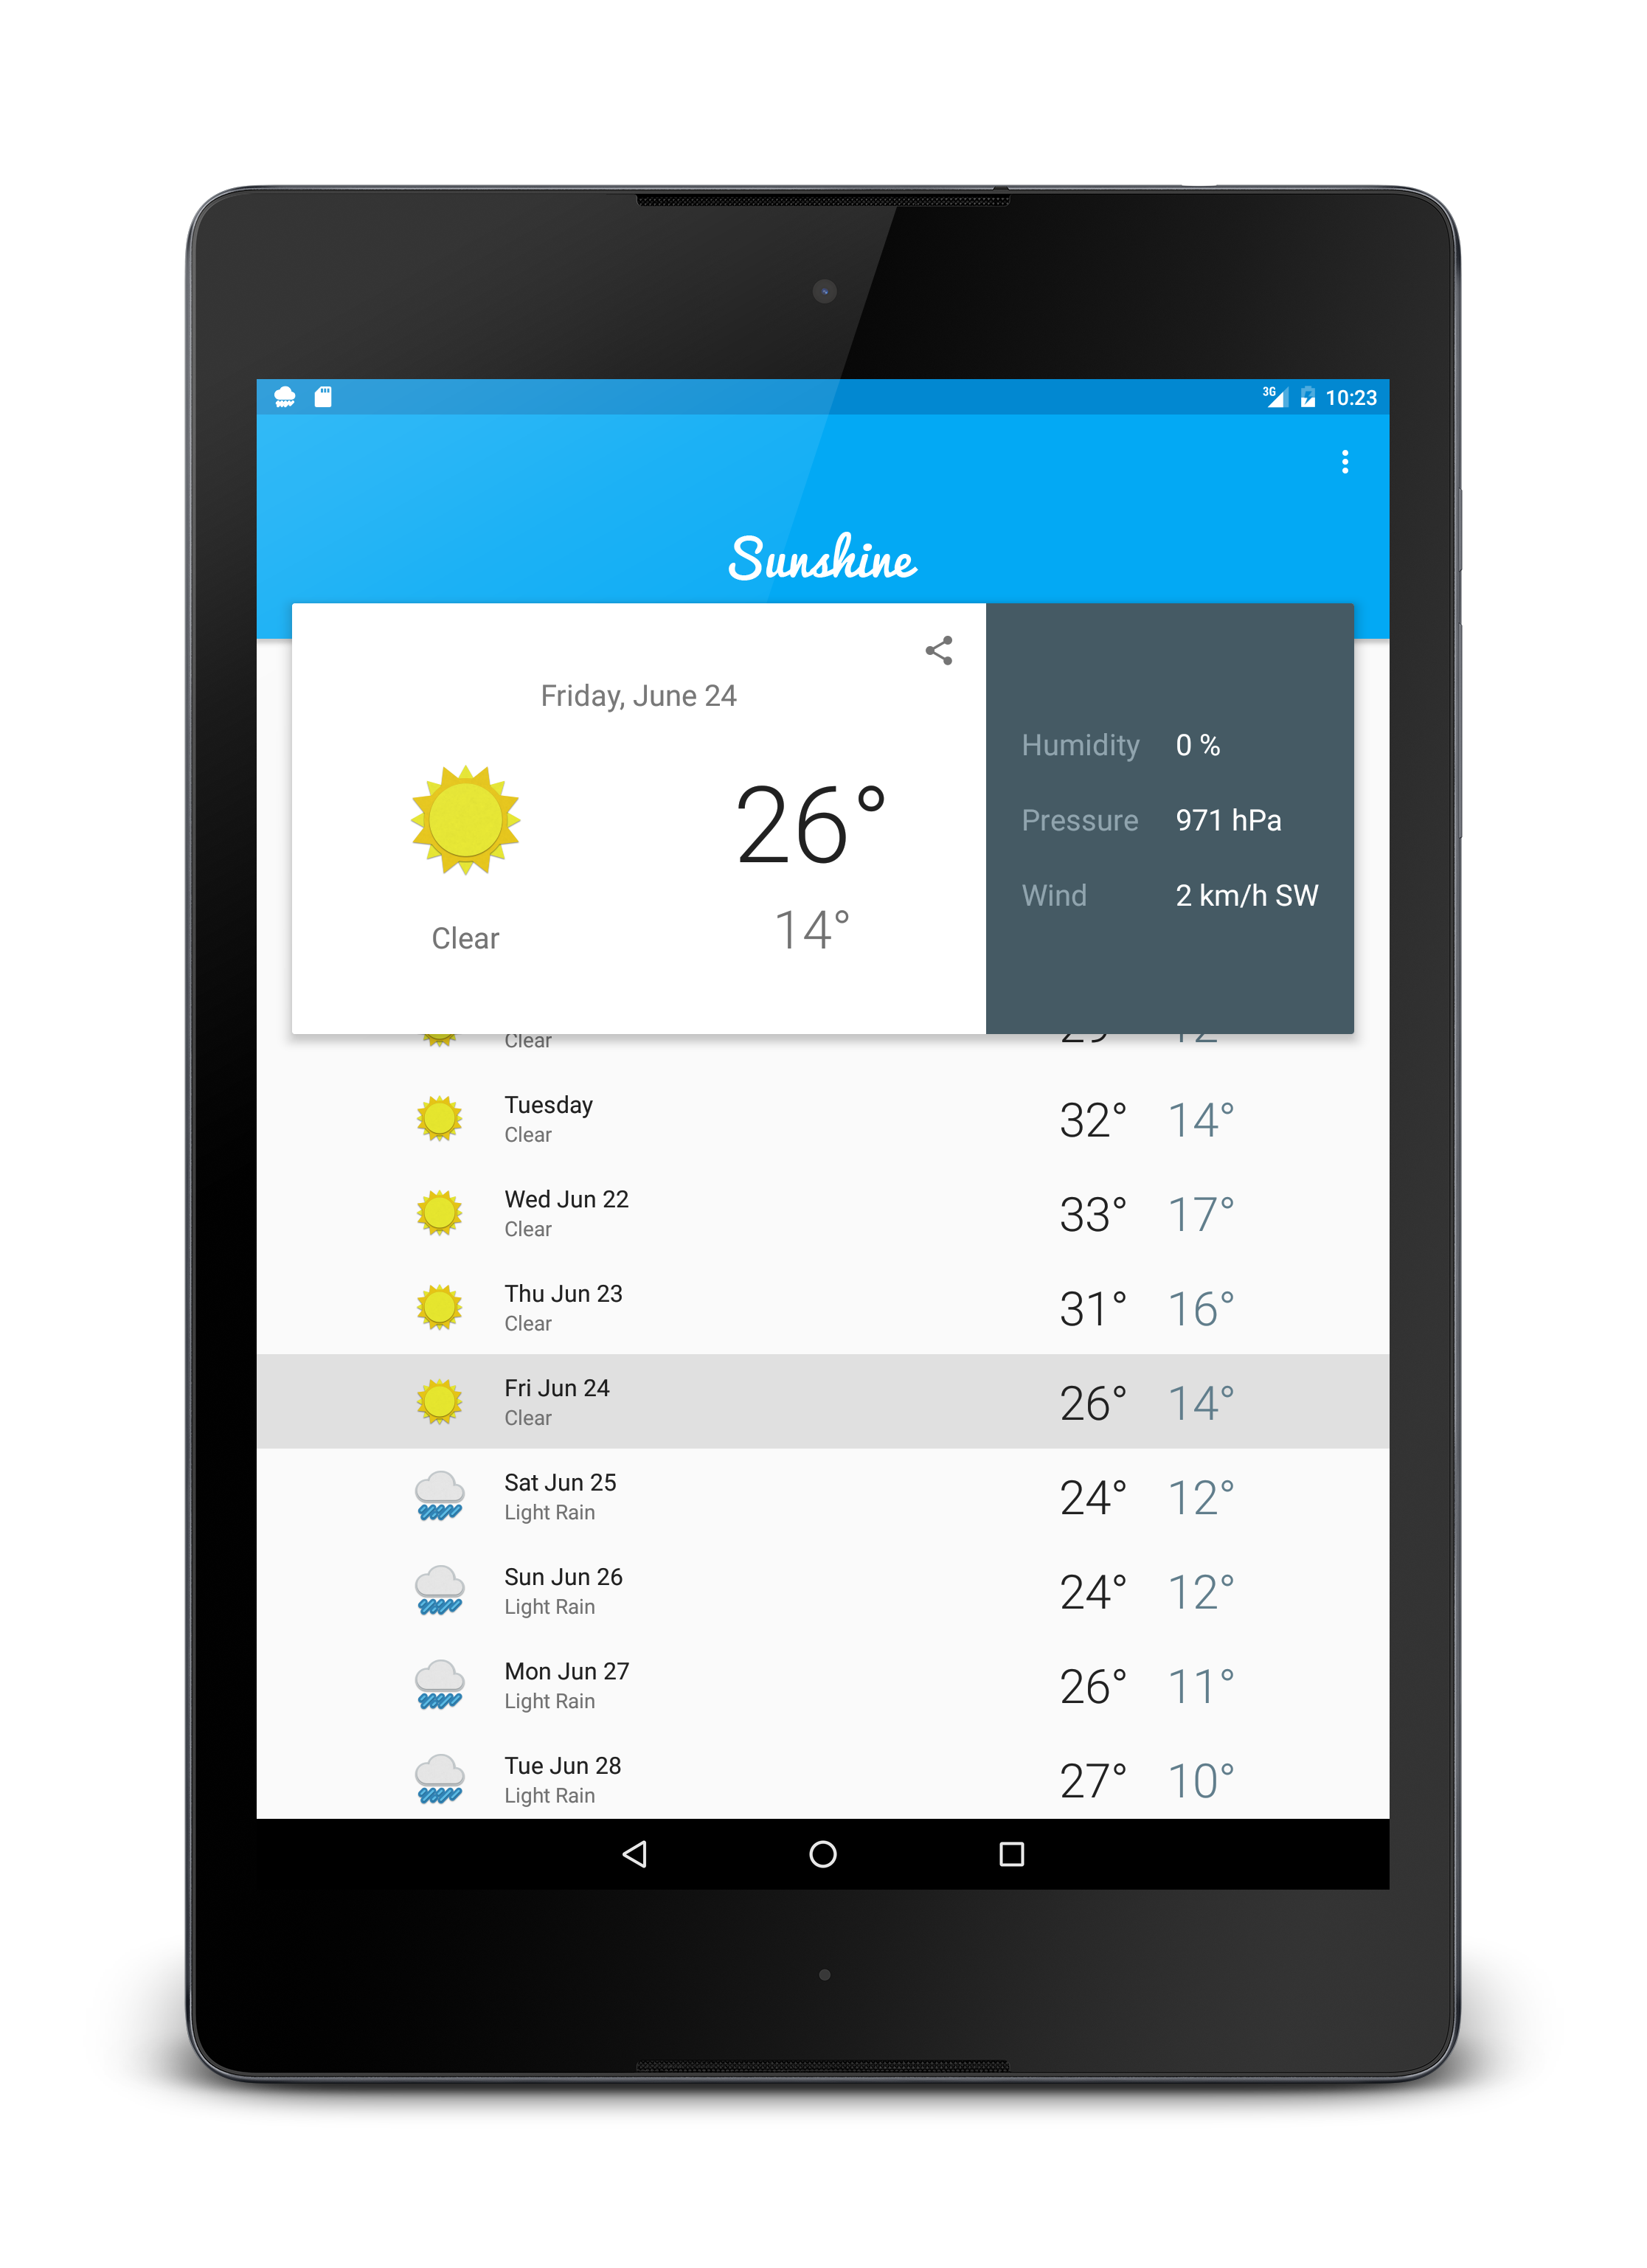 3G 10:23
Sunshine
Friday, June 24
26°
14°
Clear
Humidity 0 %
Pressure 971 hPa
Wind 2 km/h SW
Clear
Tuesday
Clear
32° 14°
Wed Jun 22
Clear
33° 17°
Thu Jun 23
Clear
31° 16°
Fri Jun 24
Clear
26° 14°
Sat Jun 25
Light Rain
24° 12°
Sun Jun 26
Light Rain
24° 12°
Mon Jun 27
Light Rain
26° 11°
Tue Jun 28
Light Rain
27° 10°